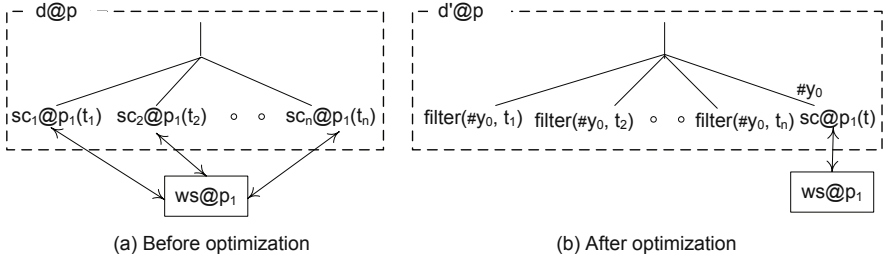 d@p d'@p
#y₀
sc₁@p₁(t₁) sc₂@p₁(t₂) ○ ○ scₙ@p₁(tₙ) filter(#y₀, t₁) filter(#y₀, t₂) ○ ○ filter(#y₀, tₙ) sc@p₁(t)
ws@p₁ ws@p₁
(a) Before optimization (b) After optimization